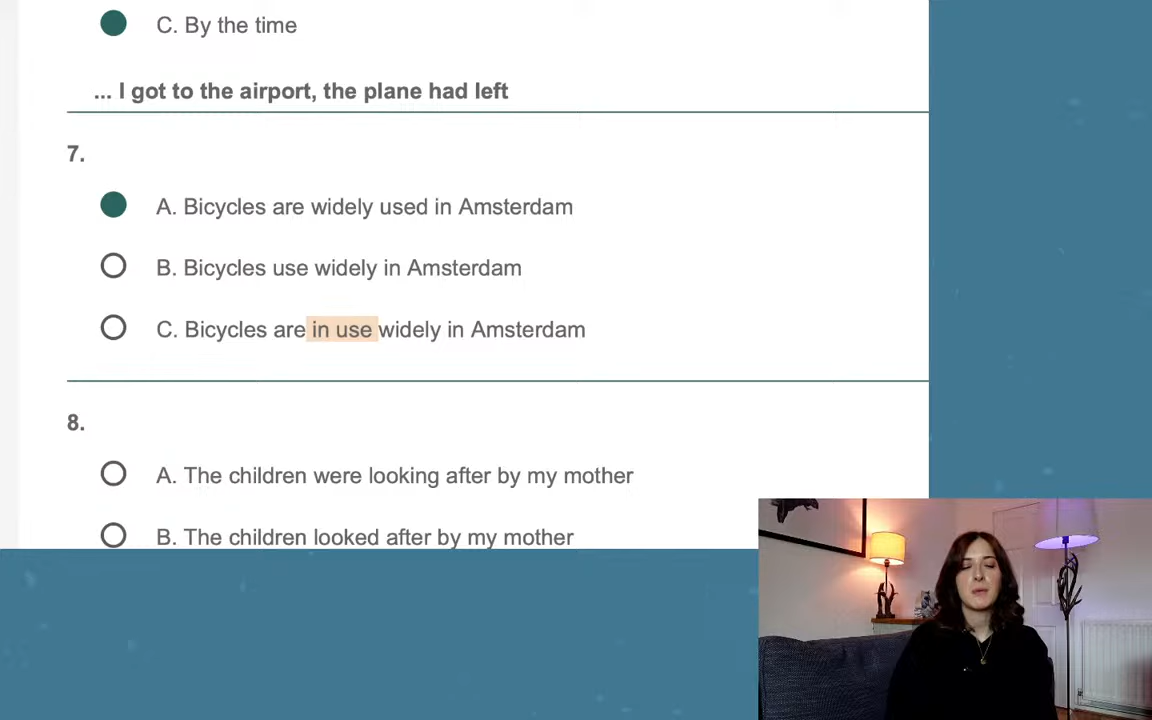 C. By the time
... I got to the airport, the plane had left
7.
A. Bicycles are widely used in Amsterdam
B. Bicycles use widely in Amsterdam
C. Bicycles are in use widely in Amsterdam
8.
A. The children were looking after by my mother
B. The children looked after by my mother